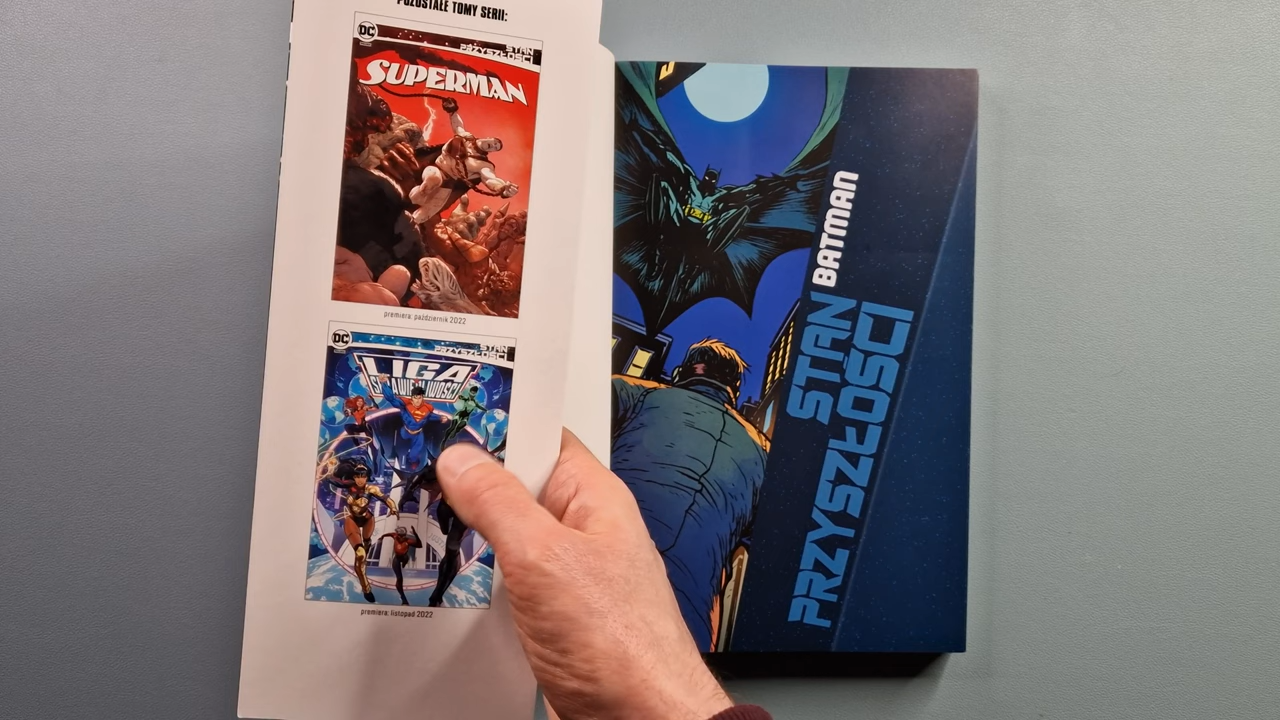 POZOSTAŁE TOMY SERII:
DC
STAN
PRZYSZŁOŚCI
SUPERMAN
premiera: październik 2022
DC
STAN
PRZYSZŁOŚCI
LIGA
SPRAWIEDLIWOŚCI
premiera: listopad 2022
BATMAN
STAN
PRZYSZŁOŚCI